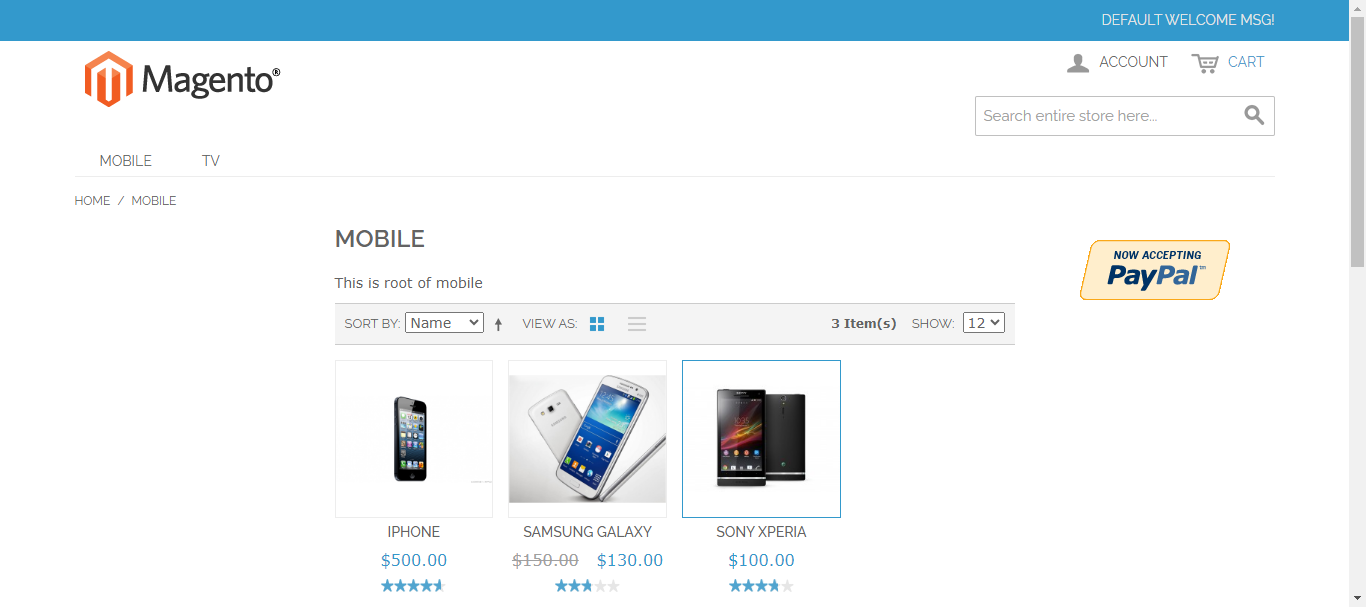 DEFAULT WELCOME MSG!
Magento®
ACCOUNT
CART
Search entire store here...
MOBILE
TV
HOME / MOBILE
MOBILE
This is root of mobile
NOW ACCEPTING
PayPal™
SORT BY: Name
VIEW AS:
3 Item(s)
SHOW: 12
IPHONE
$500.00
SAMSUNG GALAXY
$150.00 $130.00
SONY XPERIA
$100.00